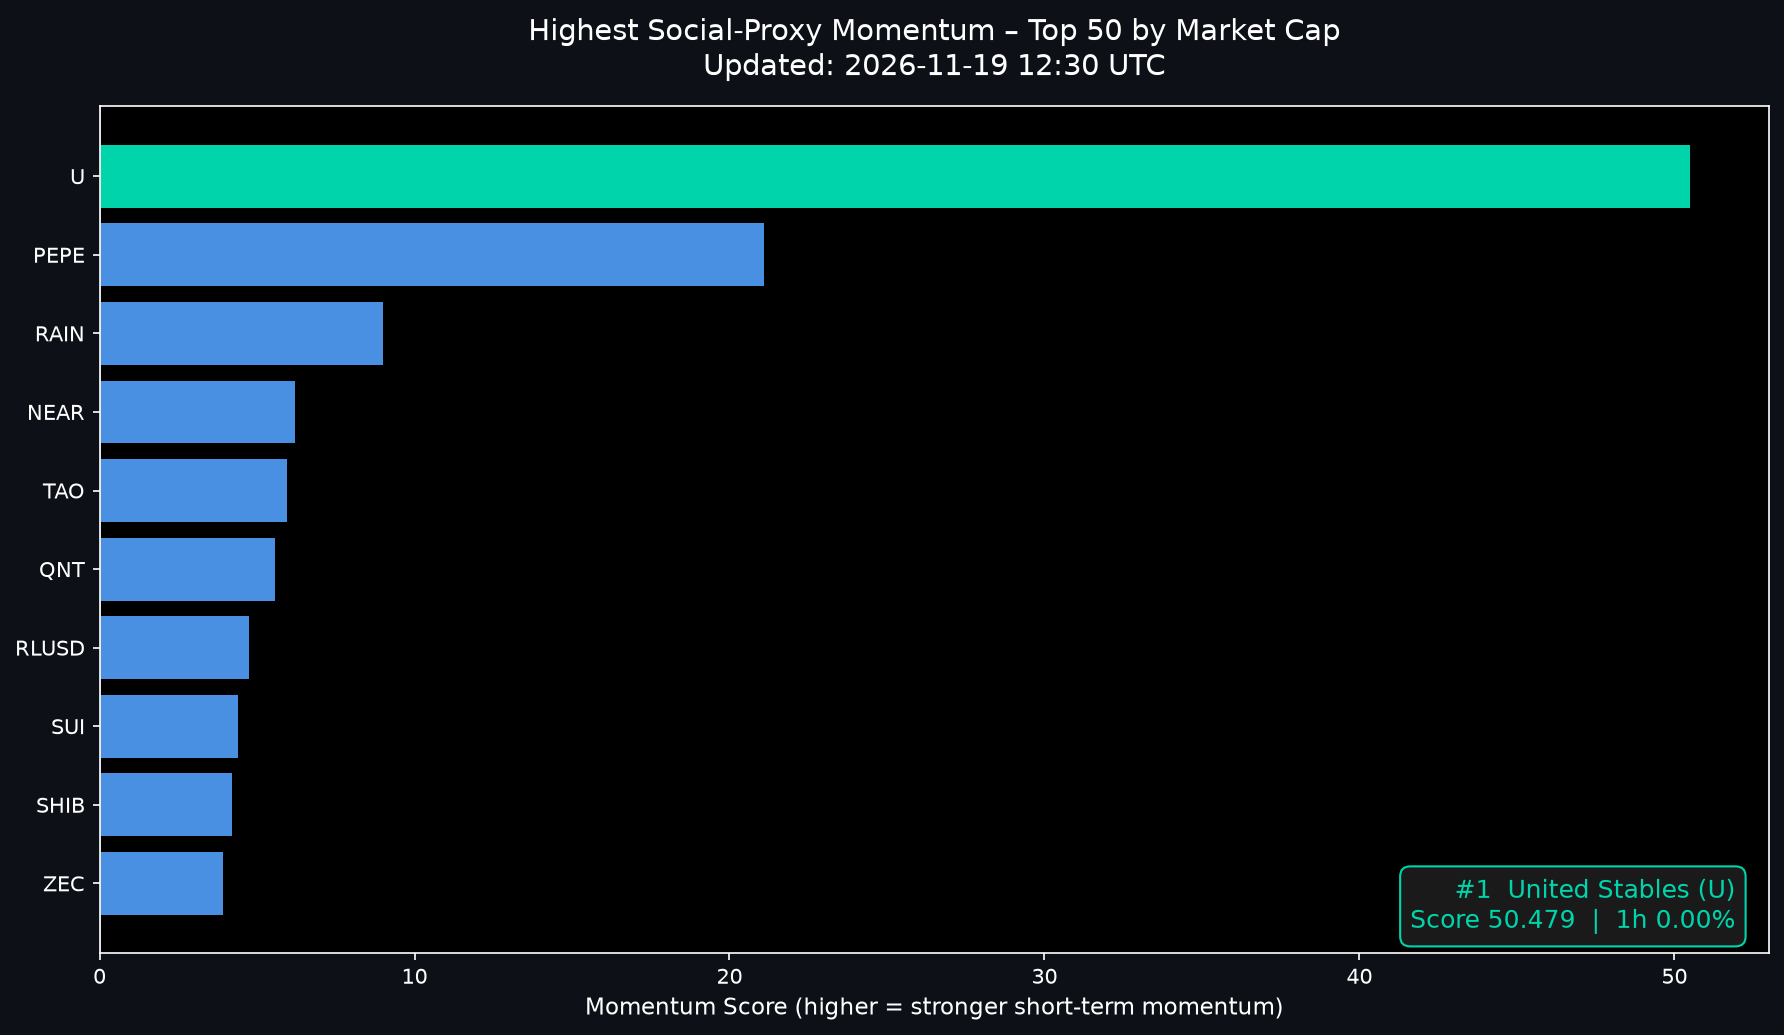 Highest Social-Proxy Momentum – Top 50 by Market Cap
Updated: 2026-11-19 12:30 UTC
U
PEPE
RAIN
NEAR
TAO
QNT
RLUSD
SUI
SHIB
ZEC
#1 United Stables (U)
Score 50.479 | 1h 0.00%
0 10 20 30 40 50
Momentum Score (higher = stronger short-term momentum)